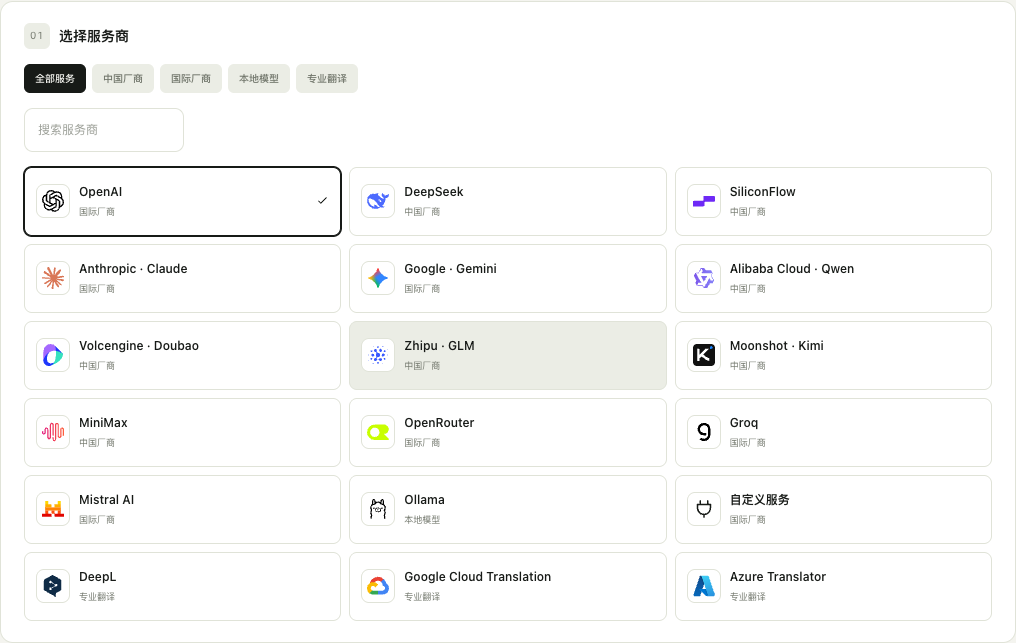 01 选择服务商
全部服务 中国厂商 国际厂商 本地模型 专业翻译
搜索服务商
OpenAI
国际厂商
DeepSeek
中国厂商
SiliconFlow
中国厂商
Anthropic · Claude
国际厂商
Google · Gemini
国际厂商
Alibaba Cloud · Qwen
中国厂商
Volcengine · Doubao
中国厂商
Zhipu · GLM
中国厂商
Moonshot · Kimi
中国厂商
MiniMax
中国厂商
OpenRouter
国际厂商
Groq
国际厂商
Mistral AI
国际厂商
Ollama
本地模型
自定义服务
国际厂商
DeepL
专业翻译
Google Cloud Translation
专业翻译
Azure Translator
专业翻译